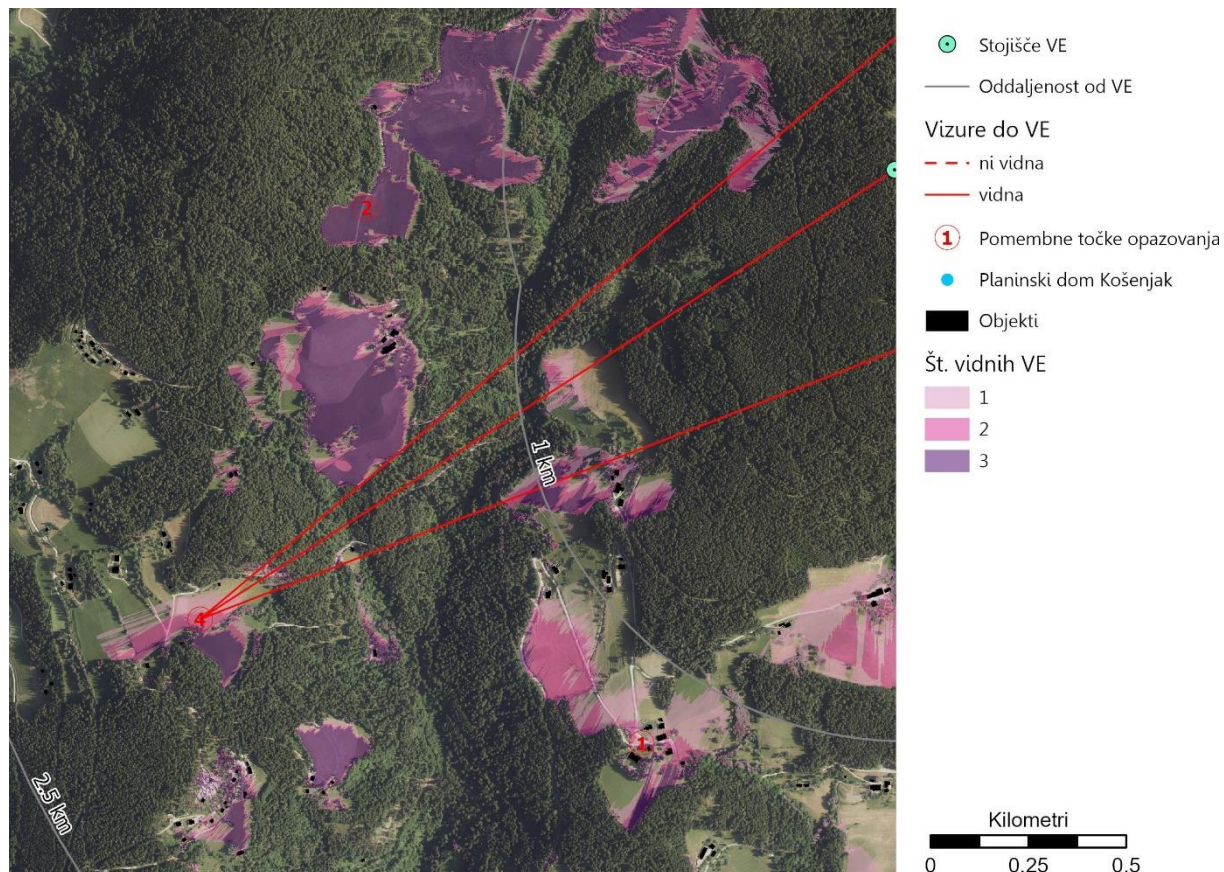 2
1 km
4
1
2.5 km
Stojišče VE
Oddaljenost od VE
Vizure do VE
ni vidna
vidna
1 Pomembne točke opazovanja
Planinski dom Košenjak
Objekti
Št. vidnih VE
1
2
3
Kilometri
0 0.25 0.5